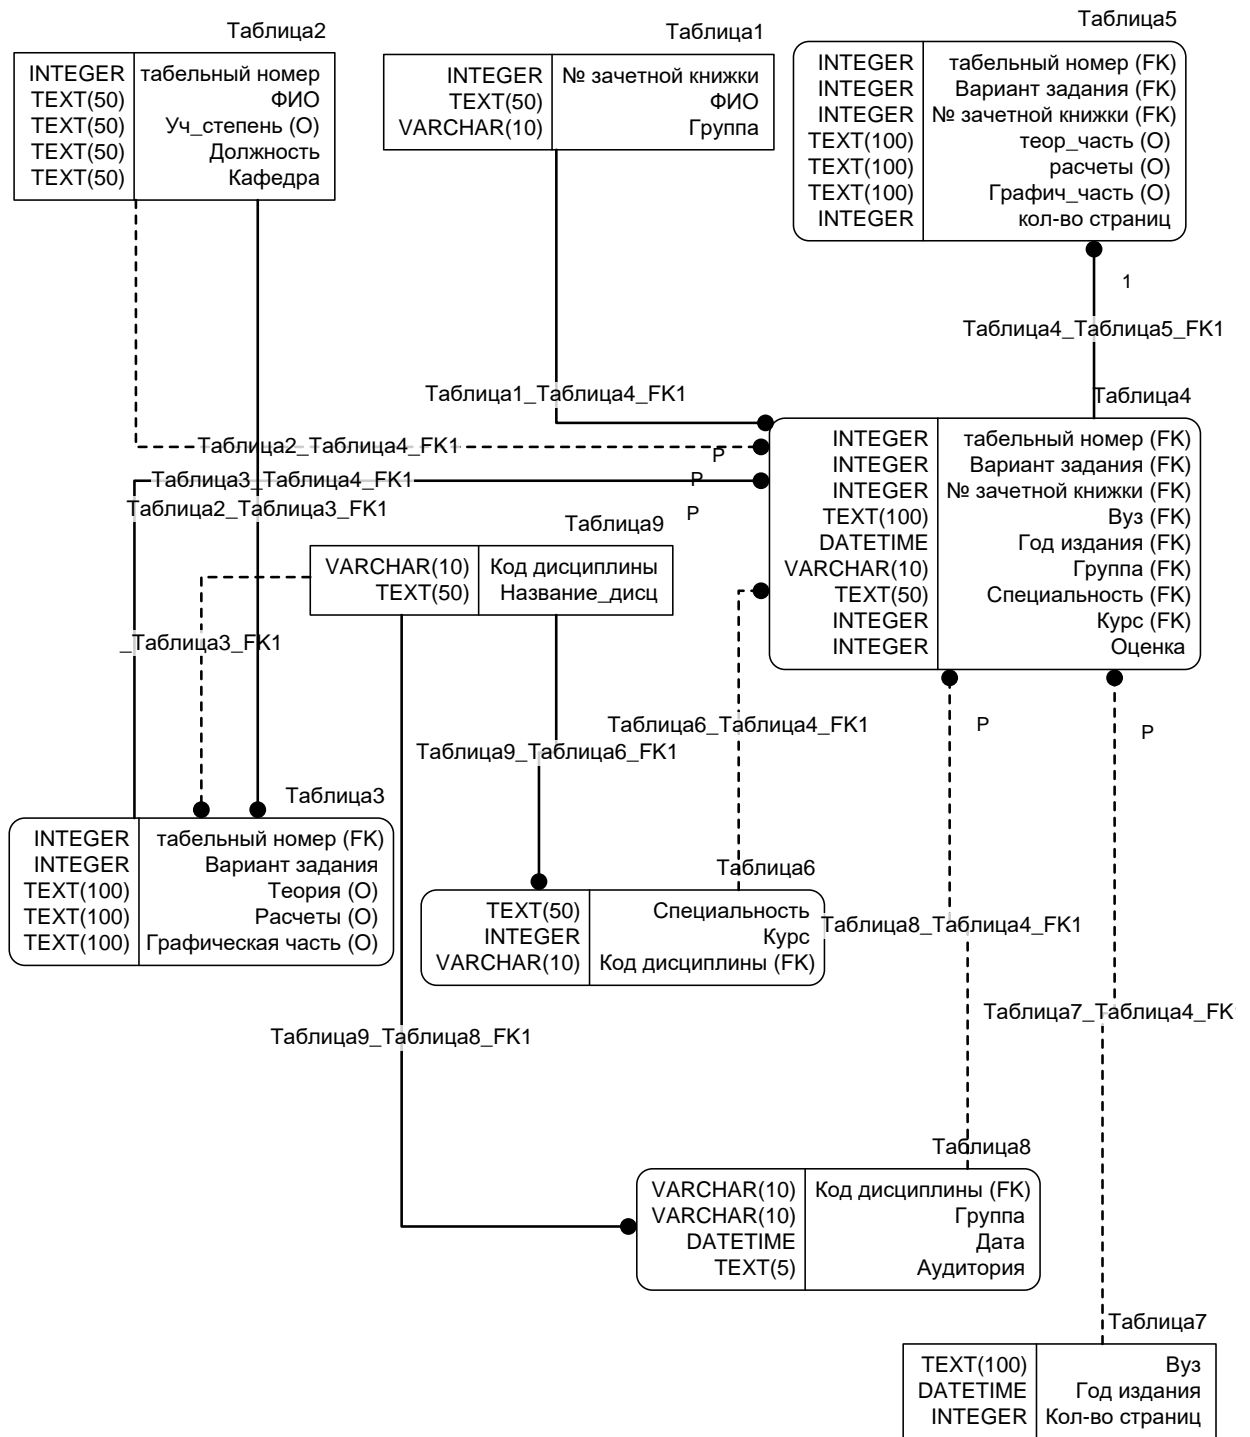 Таблица2
INTEGER табельный номер
TEXT(50) ФИО
TEXT(50) Уч_степень (O)
TEXT(50) Должность
TEXT(50) Кафедра
Таблица1
INTEGER № зачетной книжки
TEXT(50) ФИО
VARCHAR(10) Группа
Таблица5
INTEGER табельный номер (FK)
INTEGER Вариант задания (FK)
INTEGER № зачетной книжки (FK)
TEXT(100) теор_часть (O)
TEXT(100) расчеты (O)
TEXT(100) Графич_часть (O)
INTEGER кол-во страниц
1
Таблица4_Таблица5_FK1
Таблица1_Таблица4_FK1
Таблица4
INTEGER табельный номер (FK)
INTEGER Вариант задания (FK)
INTEGER № зачетной книжки (FK)
TEXT(100) Вуз (FK)
DATETIME Год издания (FK)
VARCHAR(10) Группа (FK)
TEXT(50) Специальность (FK)
INTEGER Курс (FK)
INTEGER Оценка
Таблица2_Таблица4_FK1
P
Таблица3_Таблица4_FK1
P
Таблица2_Таблица3_FK1
P
Таблица9
VARCHAR(10) Код дисциплины
TEXT(50) Название_дисц
_Таблица3_FK1
Таблица6_Таблица4_FK1
P
P
Таблица9_Таблица6_FK1
Таблица3
INTEGER табельный номер (FK)
INTEGER Вариант задания
TEXT(100) Теория (O)
TEXT(100) Расчеты (O)
TEXT(100) Графическая часть (O)
Таблица6
TEXT(50) Специальность
INTEGER Курс
VARCHAR(10) Код дисциплины (FK)
Таблица8_Таблица4_FK1
Таблица7_Таблица4_FK
Таблица9_Таблица8_FK1
Таблица8
VARCHAR(10) Код дисциплины (FK)
VARCHAR(10) Группа
DATETIME Дата
TEXT(5) Аудитория
Таблица7
TEXT(100) Вуз
DATETIME Год издания
INTEGER Кол-во страниц